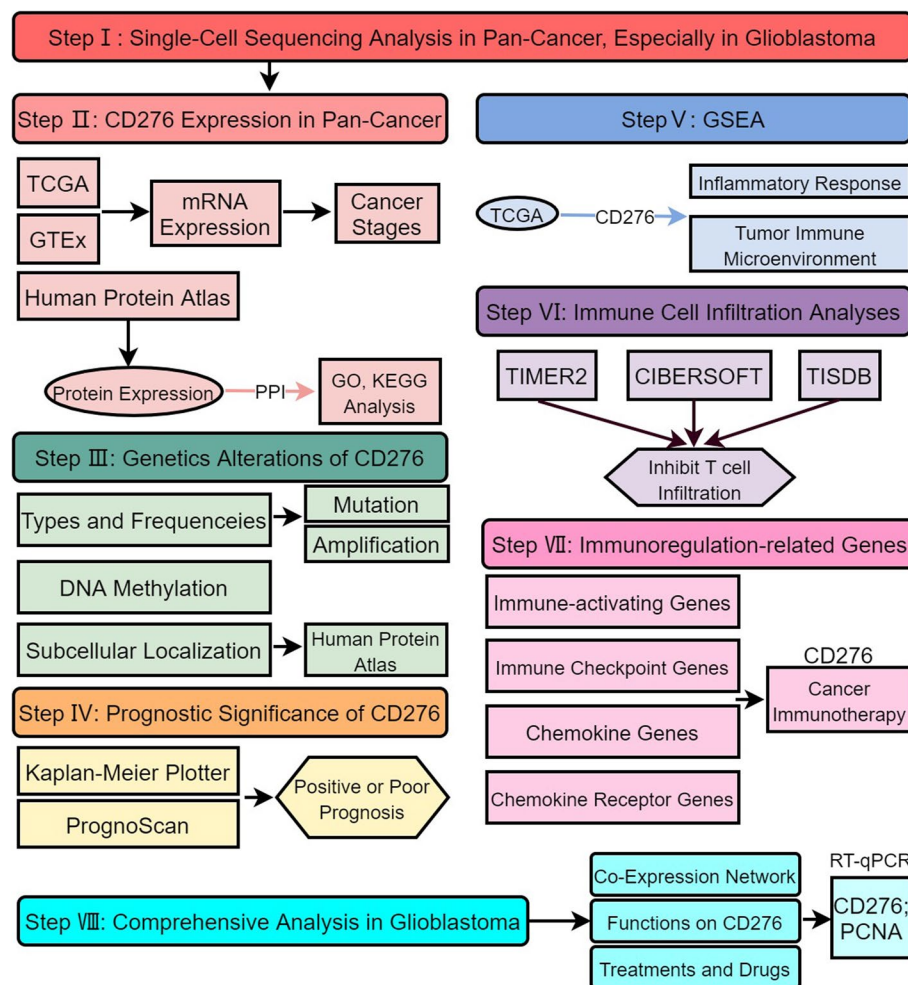 Step Ⅰ: Single-Cell Sequencing Analysis in Pan-Cancer, Especially in Glioblastoma
Step Ⅱ: CD276 Expression in Pan-Cancer
TCGA
GTEx
mRNA
Expression
Cancer
Stages
Human Protein Atlas
Protein Expression
PPI
GO, KEGG
Analysis
Step Ⅲ: Genetics Alterations of CD276
Types and Frequenceies
Mutation
Amplification
DNA Methylation
Subcellular Localization
Human Protein
Atlas
Step Ⅳ: Prognostic Significance of CD276
Kaplan-Meier Plotter
PrognoScan
Positive or Poor
Prognosis
Step Ⅴ: GSEA
TCGA
CD276
Inflammatory Response
Tumor Immune
Microenvironment
Step Ⅵ: Immune Cell Infiltration Analyses
TIMER2
CIBERSOFT
TISDB
Inhibit T cell
Infiltration
Step Ⅶ: Immunoregulation-related Genes
Immune-activating Genes
Immune Checkpoint Genes
Chemokine Genes
Chemokine Receptor Genes
CD276
Cancer
Immunotherapy
Step Ⅷ: Comprehensive Analysis in Glioblastoma
Co-Expression Network
Functions on CD276
Treatments and Drugs
RT-qPCR
CD276;
PCNA